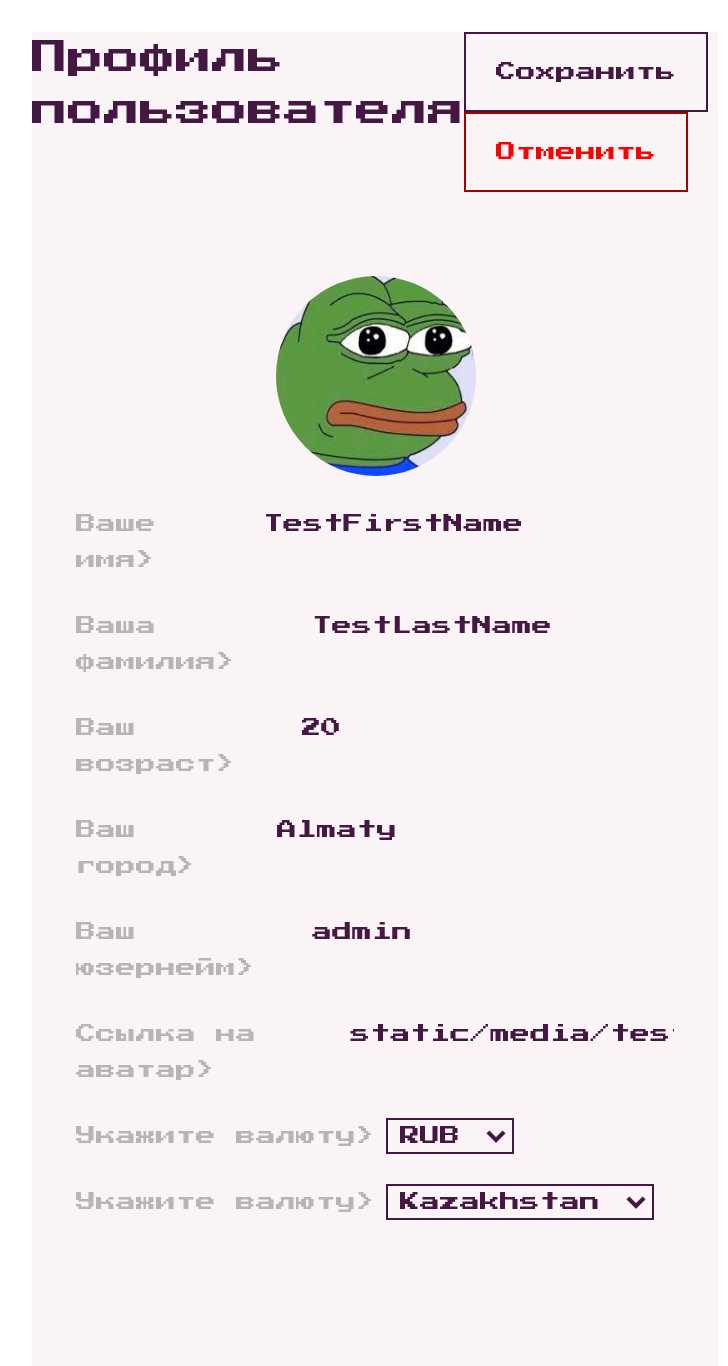 Профиль
пользователя
Сохранить
Отменить
Ваше
имя>
TestFirstName
Ваша
фамилия>
TestLastName
Ваш
возраст>
20
Ваш
город>
Almaty
Ваш
юзернейм>
admin
Ссылка на
аватар>
static/media/tes
Укажите валюту> RUB
Укажите валюту> Kazakhstan